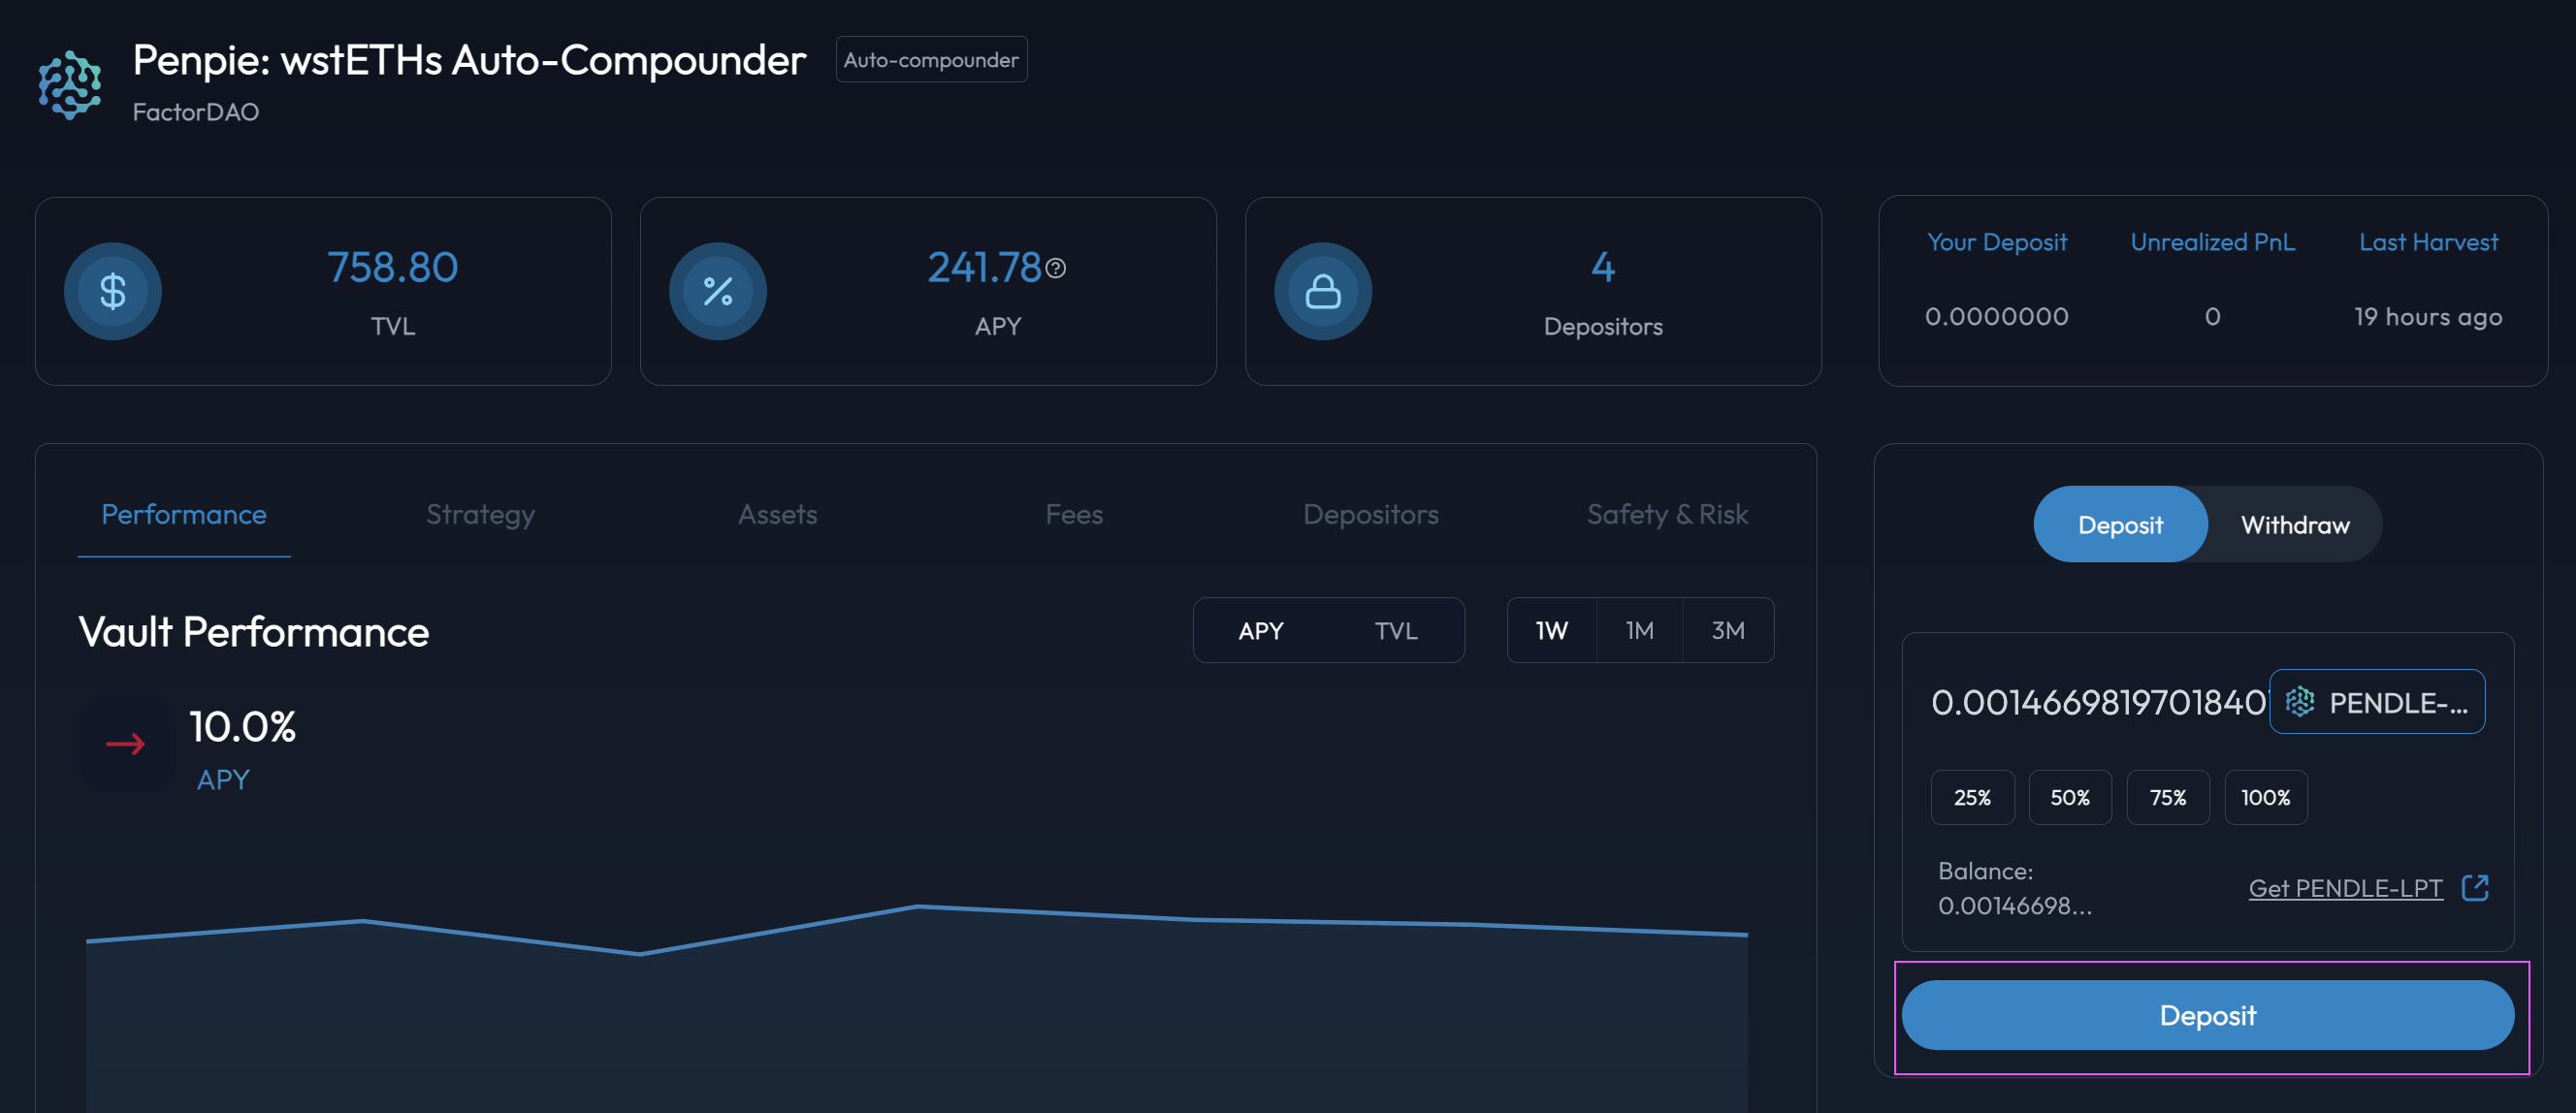 Penpie: wstETHs Auto-Compounder
Auto-compounder
FactorDAO
758.80
TVL
241.78
APY
4
Depositors
Your Deposit Unrealized PnL Last Harvest
0.0000000 0 19 hours ago
Performance Strategy Assets Fees Depositors Safety & Risk
Vault Performance
APY TVL
1W 1M 3M
10.0%
APY
Deposit Withdraw
0.0014669819701840
PENDLE-...
25% 50% 75% 100%
Balance:
0.00146698...
Get PENDLE-LPT
Deposit